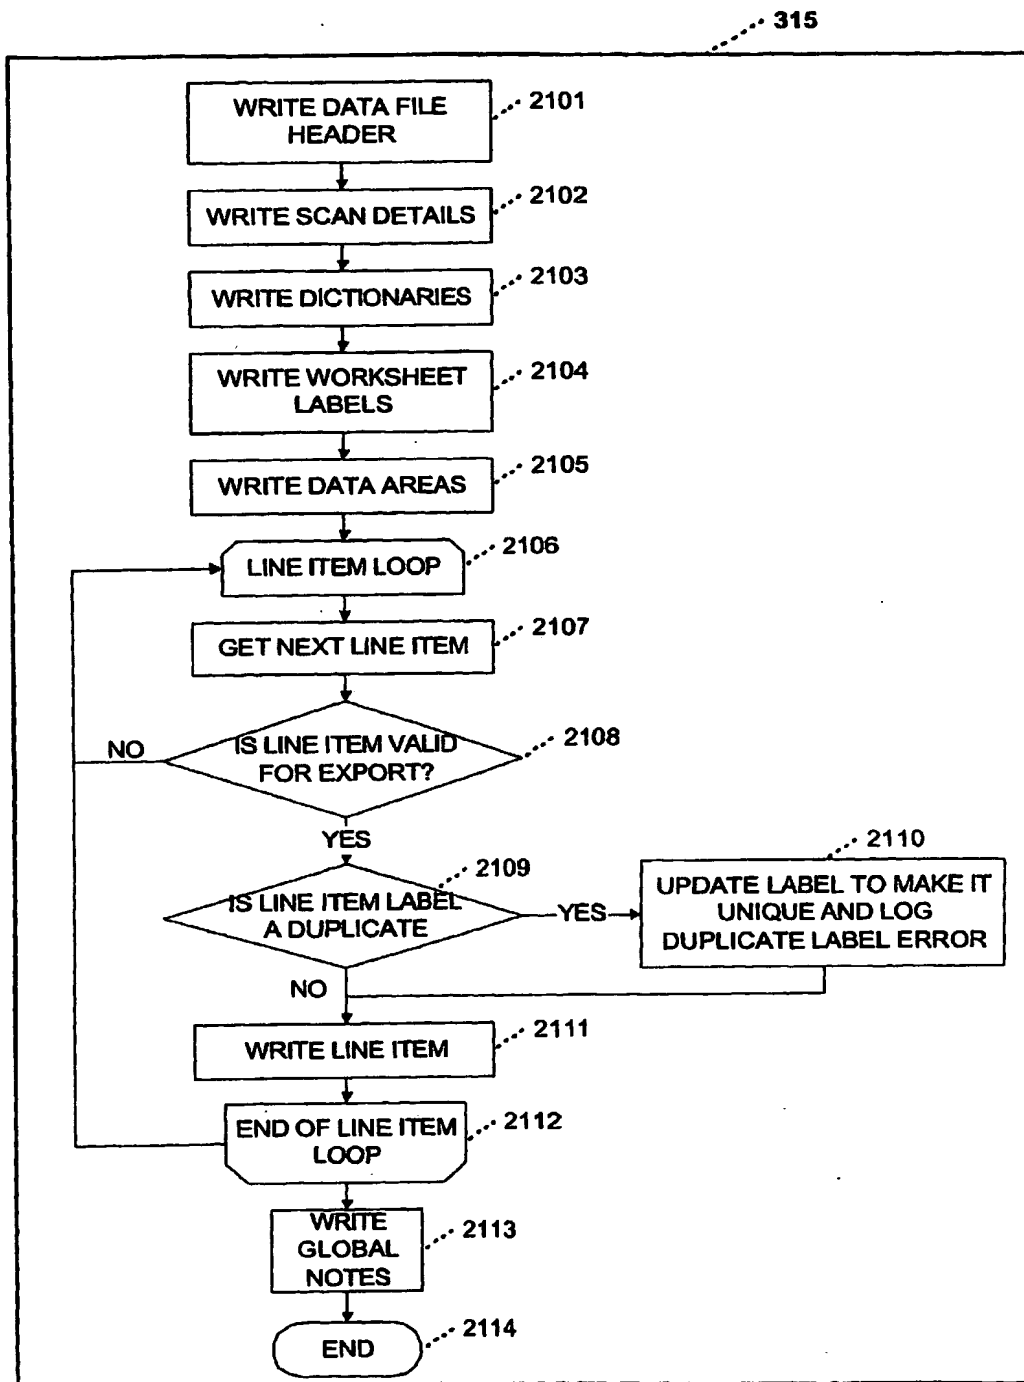 315
WRITE DATA FILE
HEADER
2101
WRITE SCAN DETAILS
2102
WRITE DICTIONARIES
2103
WRITE WORKSHEET
LABELS
2104
WRITE DATA AREAS
2105
LINE ITEM LOOP
2106
GET NEXT LINE ITEM
2107
IS LINE ITEM VALID
FOR EXPORT?
2108
NO
YES
IS LINE ITEM LABEL
A DUPLICATE
2109
YES
UPDATE LABEL TO MAKE IT
UNIQUE AND LOG
DUPLICATE LABEL ERROR
2110
NO
WRITE LINE ITEM
2111
END OF LINE ITEM
LOOP
2112
WRITE
GLOBAL
NOTES
2113
END
2114